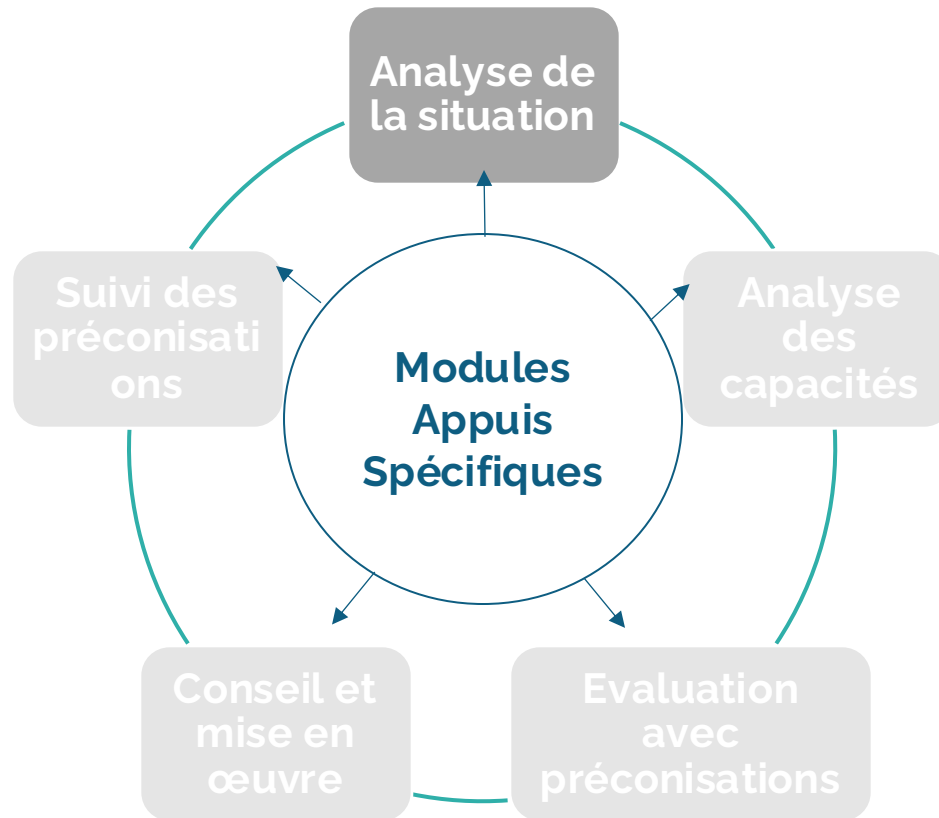 Analyse de
la situation
Suivi des
préconisati
ons
Analyse
des
capacités
Modules
Appuis
Spécifiques
Conseil et
mise en
œuvre
Evaluation
avec
préconisations